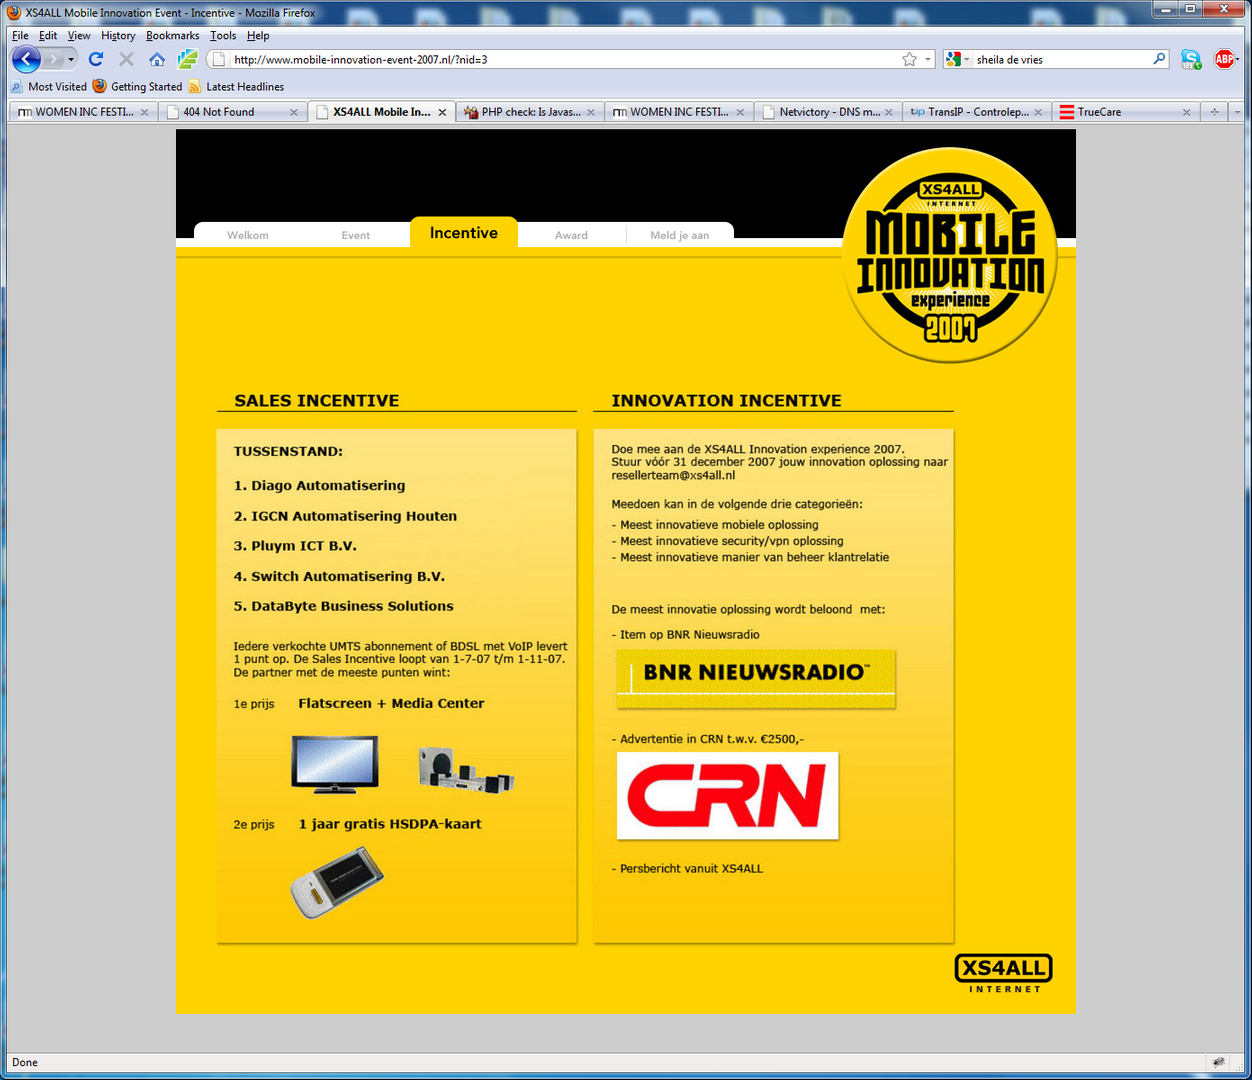 XS4ALL Mobile Innovation Event - Incentive - Mozilla Firefox
File Edit View History Bookmarks Tools Help
http://www.mobile-innovation-event-2007.nl/?nid=3
sheila de vries
ABP
Most Visited Getting Started Latest Headlines
WOMEN INC FESTI...
404 Not Found
XS4ALL Mobile In...
PHP check: Is Javas...
WOMEN INC FESTI...
Netvictory - DNS m...
tip TransIP - Controlep...
TrueCare
XS4ALL
INTERNET
MOBILE
INNOVATION
experience
2007
Welkom
Event
Incentive
Award
Meld je aan
SALES INCENTIVE
TUSSENSTAND:
1. Diago Automatisering
2. IGCN Automatisering Houten
3. Pluym ICT B.V.
4. Switch Automatisering B.V.
5. DataByte Business Solutions
Iedere verkochte UMTS abonnement of BDSL met VoIP levert
1 punt op. De Sales Incentive loopt van 1-7-07 t/m 1-11-07.
De partner met de meeste punten wint:
1e prijs Flatscreen + Media Center
2e prijs 1 jaar gratis HSDPA-kaart
INNOVATION INCENTIVE
Doe mee aan de XS4ALL Innovation experience 2007.
Stuur vóór 31 december 2007 jouw innovation oplossing naar
resellerteam@xs4all.nl
Meedoen kan in de volgende drie categorieën:
- Meest innovatieve mobiele oplossing
- Meest innovatieve security/vpn oplossing
- Meest innovatieve manier van beheer klantrelatie
De meest innovatie oplossing wordt beloond met:
- Item op BNR Nieuwsradio
BNR NIEUWSRADIO™
- Advertentie in CRN t.w.v. €2500,-
CRN
- Persbericht vanuit XS4ALL
XS4ALL
INTERNET
Done